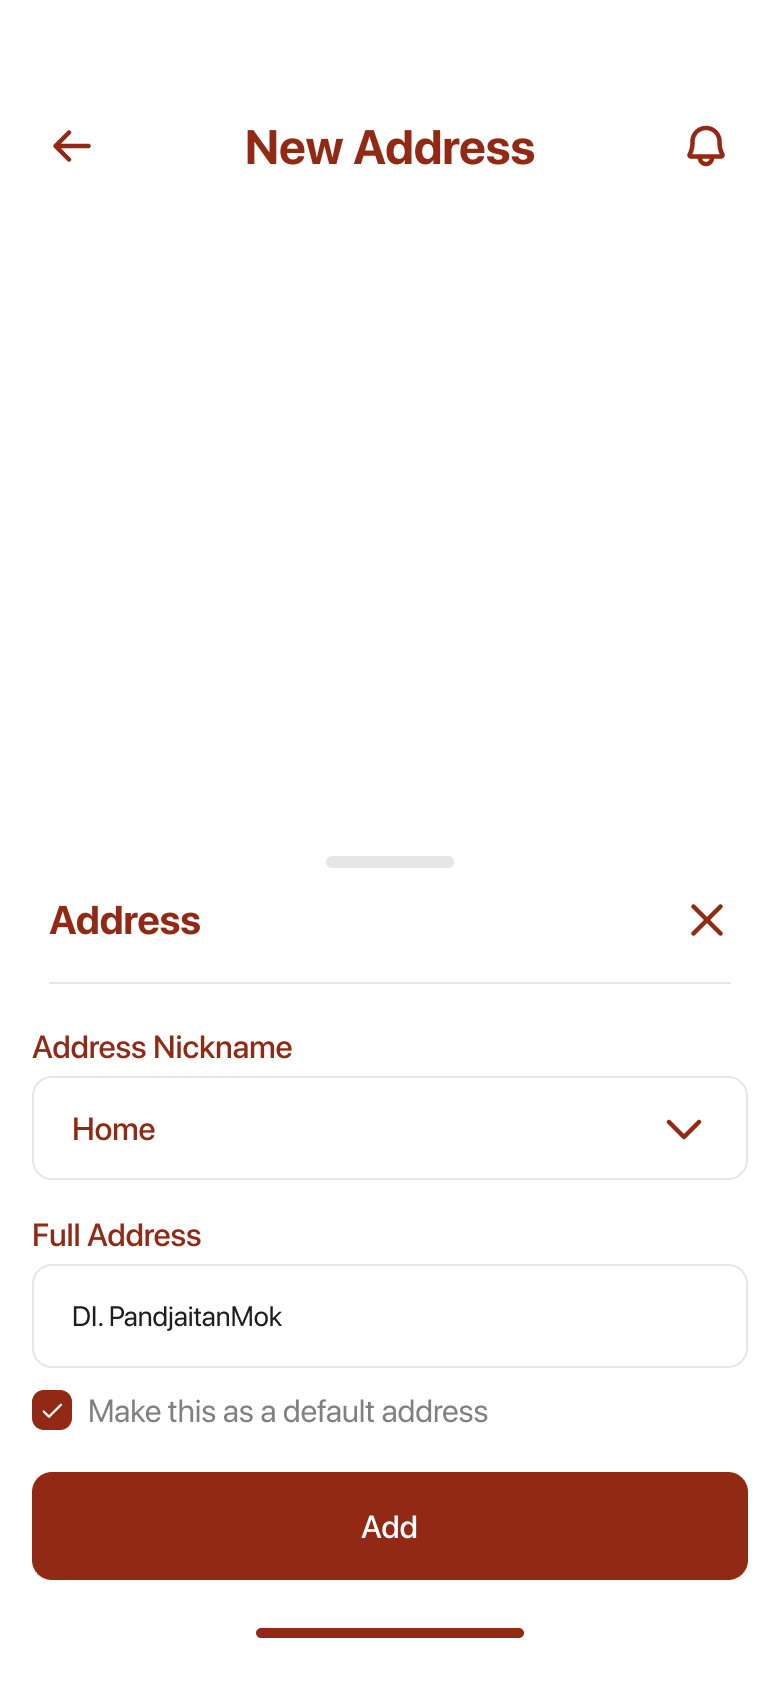 New Address
Address
Address Nickname
Home
Full Address
Dl. PandjaitanMok
Make this as a default address
Add